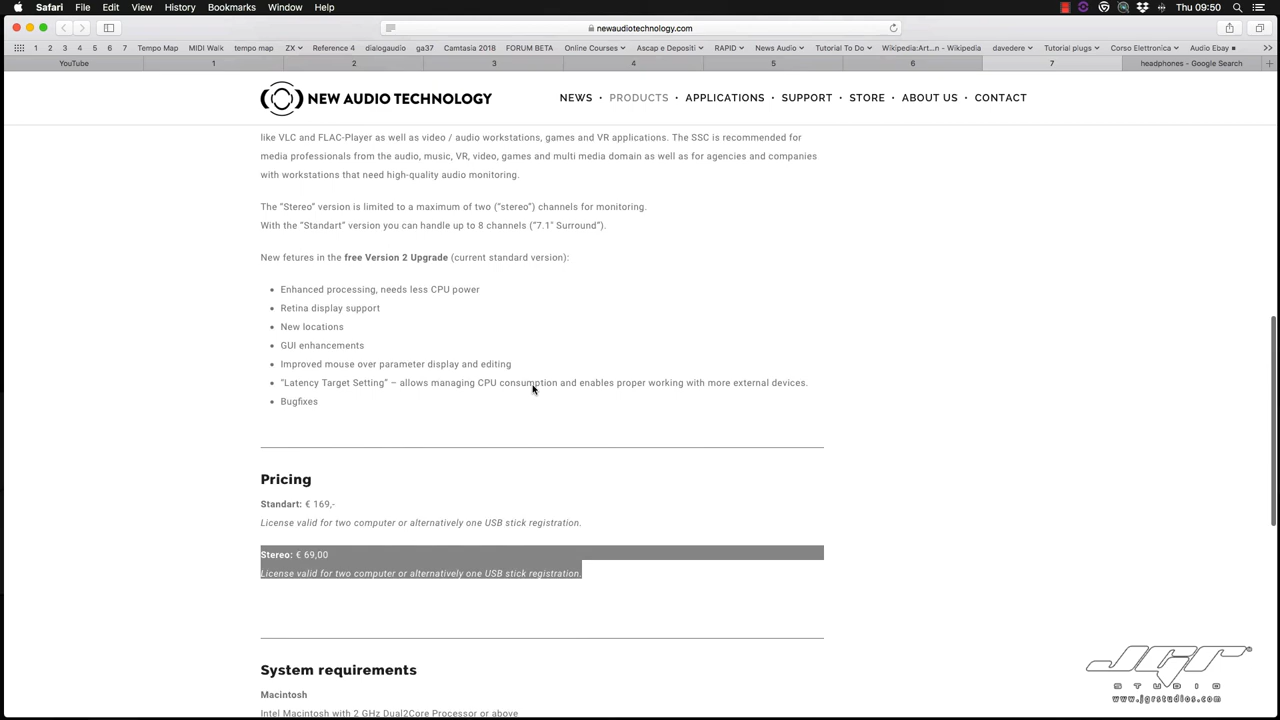 Safari File Edit View History Bookmarks Window Help Thu 09:50
newaudiotechnology.com
1 2 3 4 5 6 7 Tempo Map MIDI Walk tempo map ZX Reference 4 dialogaudio ga37 Camtasia 2018 FORUM BETA Online Courses Ascap e Depositi RAPID News Audio Tutorial To Do Wikipedia:Art...n - Wikipedia davedere Tutorial plugs Corso Elettronica Audio Ebay
YouTube 1 2 3 4 5 6 7 headphones - Google Search
NEW AUDIO TECHNOLOGY NEWS • PRODUCTS • APPLICATIONS • SUPPORT • STORE • ABOUT US • CONTACT
like VLC and FLAC-Player as well as video / audio workstations, games and VR applications. The SSC is recommended for
media professionals from the audio, music, VR, video, games and multi media domain as well as for agencies and companies
with workstations that need high-quality audio monitoring.
The “Stereo” version is limited to a maximum of two (“stereo”) channels for monitoring.
With the “Standart” version you can handle up to 8 channels (“7.1” Surround”).
New fetures in the free Version 2 Upgrade (current standard version):
• Enhanced processing, needs less CPU power
• Retina display support
• New locations
• GUI enhancements
• Improved mouse over parameter display and editing
• “Latency Target Setting” – allows managing CPU consumption and enables proper working with more external devices.
• Bugfixes
Pricing
Standart: € 169,-
License valid for two computer or alternatively one USB stick registration.
Stereo: € 69,00
License valid for two computer or alternatively one USB stick registration.
System requirements
Macintosh
Intel Macintosh with 2 GHz Dual2Core Processor or above
JGR
STUDIO
www.jgrstudios.com